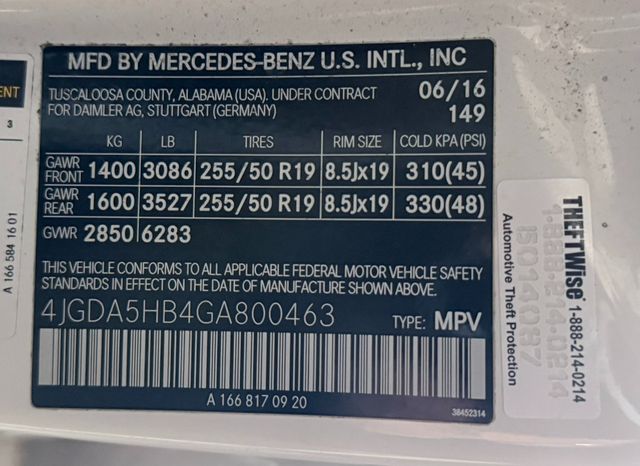 MFD BY MERCEDES-BENZ U.S. INTL., INC
TUSCALOOSA COUNTY, ALABAMA (USA). UNDER CONTRACT 06/16
FOR DAIMLER AG, STUTTGART (GERMANY) 149
KG LB TIRES RIM SIZE COLD KPA(PSI)
GAWR FRONT 1400 3086 255/50 R19 8.5Jx19 310(45)
GAWR REAR 1600 3527 255/50 R19 8.5Jx19 330(48)
GVWR 2850 6283
THIS VEHICLE CONFORMS TO ALL APPLICABLE FEDERAL MOTOR VEHICLE SAFETY
STANDARDS IN EFFECT ON THE DATE OF MANUFACTURE SHOWN ABOVE.
4JGDA5HB4GA800463 TYPE: MPV
A 166 817 09 20
38452314
ENT
3
A 166 584 16 01
THEFTWise 1-888-214-0214
1-888-214-0214
15014097
Automotive Theft Protection